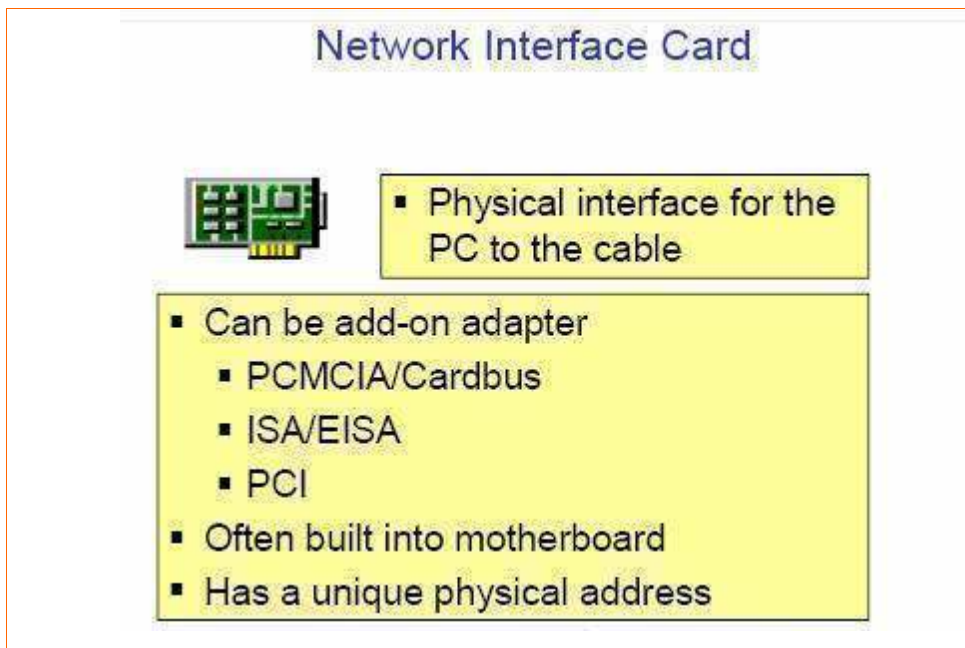 Network Interface Card
▪ Physical interface for the
PC to the cable
▪ Can be add-on adapter
▪ PCMCIA/Cardbus
▪ ISA/EISA
▪ PCI
▪ Often built into motherboard
▪ Has a unique physical address